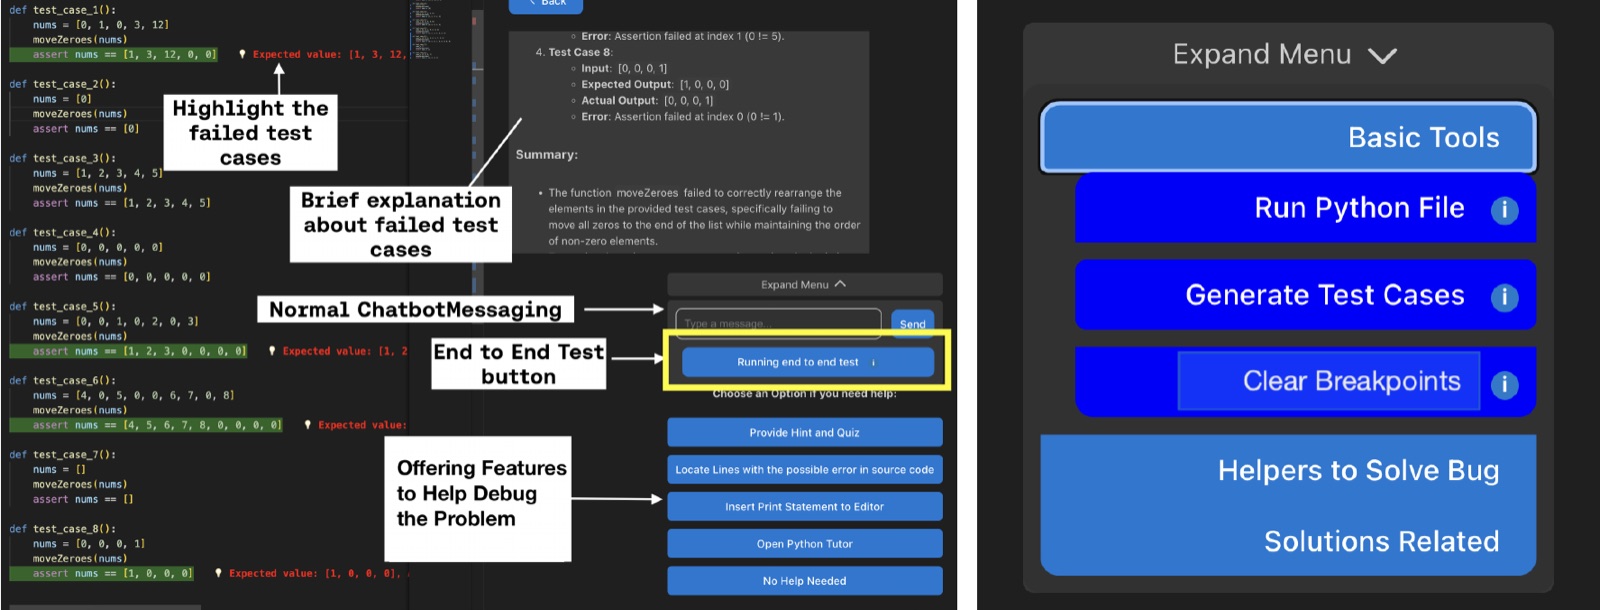 def test_case_1():
nums = [0, 1, 0, 3, 12]
moveZeroes(nums)
assert nums == [1, 3, 12, 0, 0]
Expected value: [1, 3, 12,
def test_case_2():
nums = [0]
moveZeroes(nums)
assert nums == [0]
def test_case_3():
nums = [1, 2, 3, 4, 5]
moveZeroes(nums)
assert nums == [1, 2, 3, 4, 5]
def test_case_4():
nums = [0, 0, 0, 0, 0]
moveZeroes(nums)
assert nums == [0, 0, 0, 0, 0]
def test_case_5():
nums = [0, 0, 1, 0, 2, 0, 3]
moveZeroes(nums)
assert nums == [1, 2, 3, 0, 0, 0, 0]
Expected value: [1, 2
def test_case_6():
nums = [4, 0, 5, 0, 0, 6, 7, 0, 8]
moveZeroes(nums)
assert nums == [4, 5, 6, 7, 8, 0, 0, 0, 0]
Expected value:
def test_case_7():
nums = []
moveZeroes(nums)
assert nums == []
def test_case_8():
nums = [0, 0, 0, 1]
moveZeroes(nums)
assert nums == [1, 0, 0, 0]
Expected value: [1, 0, 0, 0],
Highlight the
failed test
cases
Brief explanation
about failed test
cases
Normal ChatbotMessaging
End to End Test
button
Offering Features
to Help Debug
the Problem
< Back
Error: Assertion failed at index 1 (0 != 5).
4. Test Case 8:
Input: [0, 0, 0, 1]
Expected Output: [1, 0, 0, 0]
Actual Output: [0, 0, 0, 1]
Error: Assertion failed at index 0 (0 != 1).
Summary:
The function moveZeroes failed to correctly rearrange the
elements in the provided test cases, specifically failing to
move all zeros to the end of the list while maintaining the order
of non-zero elements.
Expand Menu
Type a message...
Send
Running end to end test i
Choose an Option if you need help:
Provide Hint and Quiz
Locate Lines with the possible error in source code
Insert Print Statement to Editor
Open Python Tutor
No Help Needed
Expand Menu
Basic Tools
Run Python File i
Generate Test Cases i
Clear Breakpoints i
Helpers to Solve Bug
Solutions Related